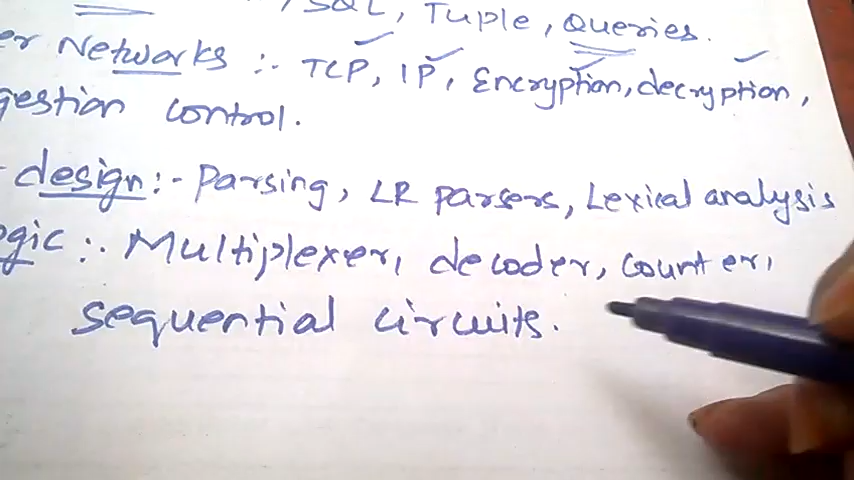 SQL, Tuple, Queries.
er Networks :- TCP, IP, Encryption, decryption,
gestion control.
design :- Parsing, LR parsers, Lexical analysis
ogic :- Multiplexer, decoder, counter,
sequential circuits.